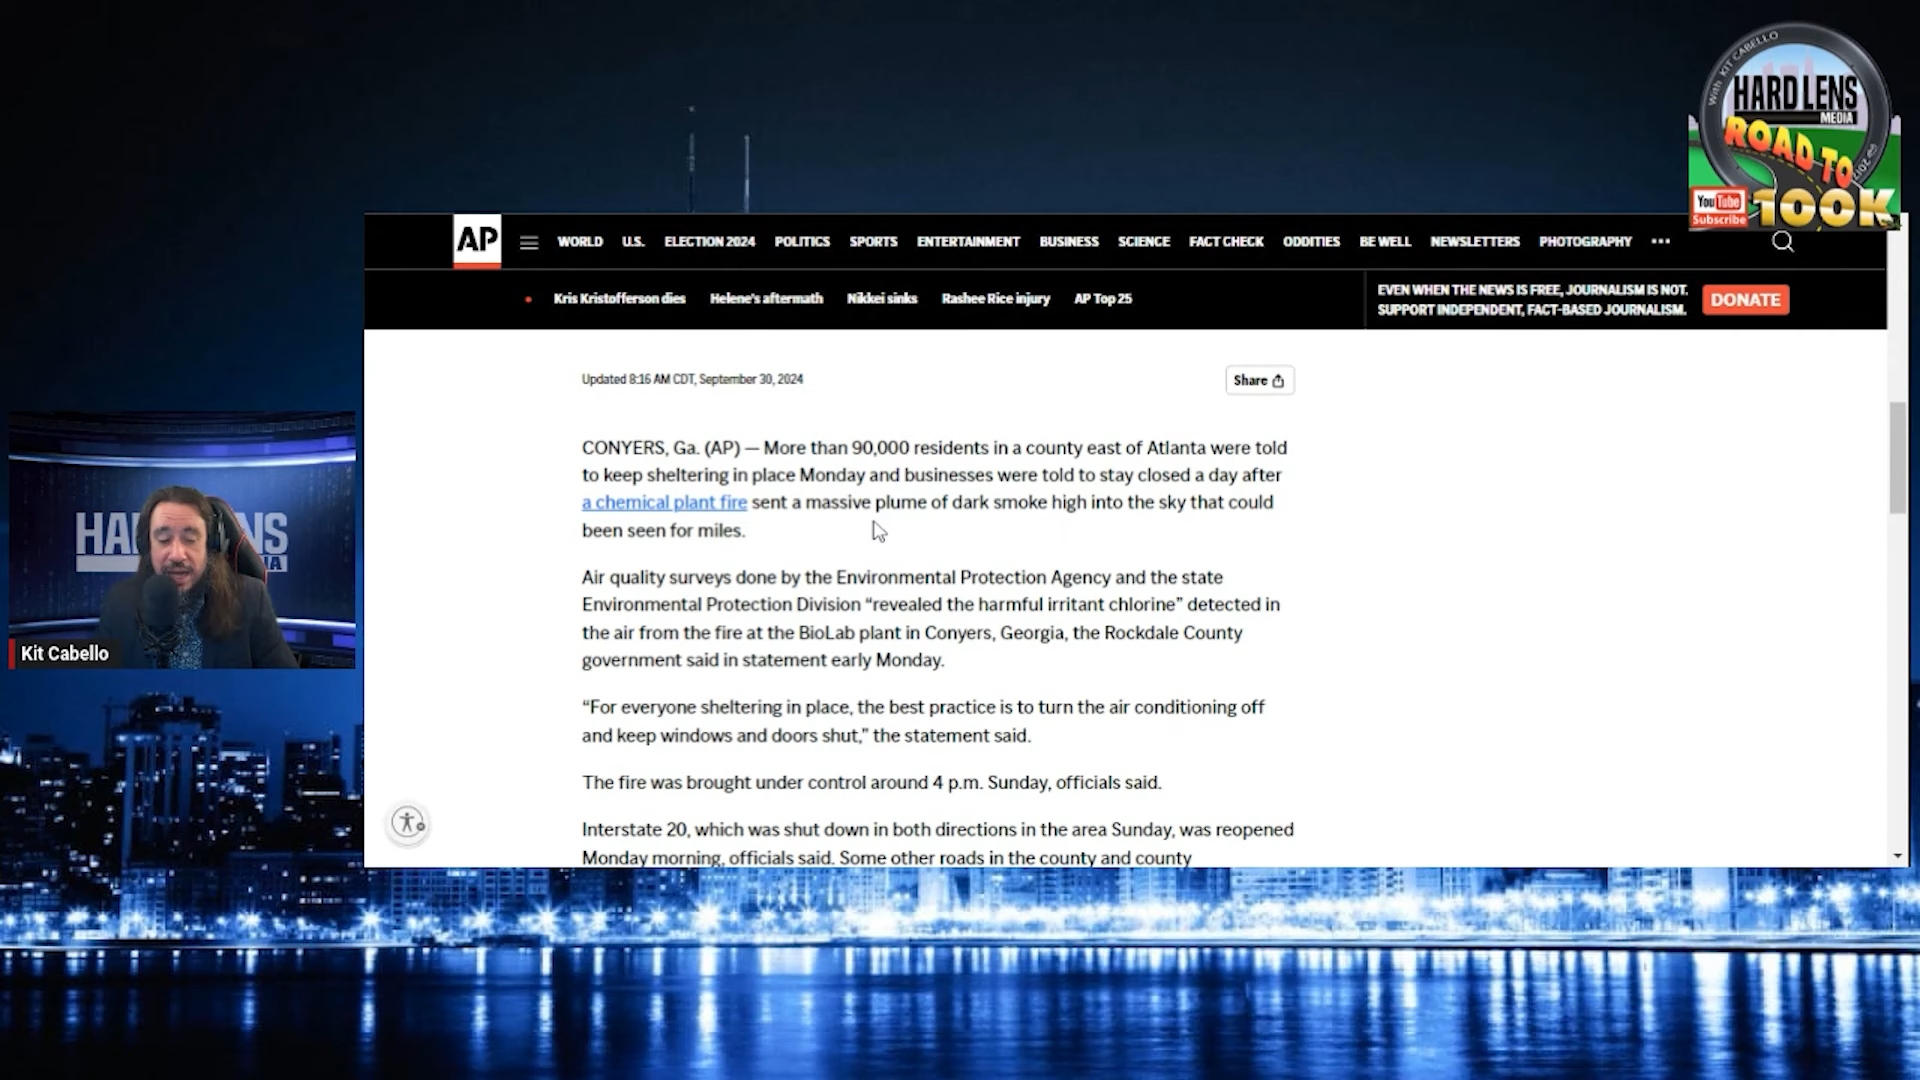 with KIT CABELLO
HARD LENS
MEDIA
ROAD TO
100K
YouTube
Subscribe
AP
WORLD U.S. ELECTION 2024 POLITICS SPORTS ENTERTAINMENT BUSINESS SCIENCE FACT CHECK ODDITIES BE WELL NEWSLETTERS PHOTOGRAPHY •••
Kris Kristofferson dies Helene's aftermath Nikkei sinks Rashee Rice injury AP Top 25
EVEN WHEN THE NEWS IS FREE, JOURNALISM IS NOT.
SUPPORT INDEPENDENT, FACT-BASED JOURNALISM.
DONATE
Updated 8:16 AM CDT, September 30, 2024
Share
CONYERS, Ga. (AP) — More than 90,000 residents in a county east of Atlanta were told
to keep sheltering in place Monday and businesses were told to stay closed a day after
a chemical plant fire sent a massive plume of dark smoke high into the sky that could
been seen for miles.
Air quality surveys done by the Environmental Protection Agency and the state
Environmental Protection Division “revealed the harmful irritant chlorine” detected in
the air from the fire at the BioLab plant in Conyers, Georgia, the Rockdale County
government said in statement early Monday.
“For everyone sheltering in place, the best practice is to turn the air conditioning off
and keep windows and doors shut,” the statement said.
The fire was brought under control around 4 p.m. Sunday, officials said.
Interstate 20, which was shut down in both directions in the area Sunday, was reopened
Monday morning, officials said. Some other roads in the county and county
Kit Cabello